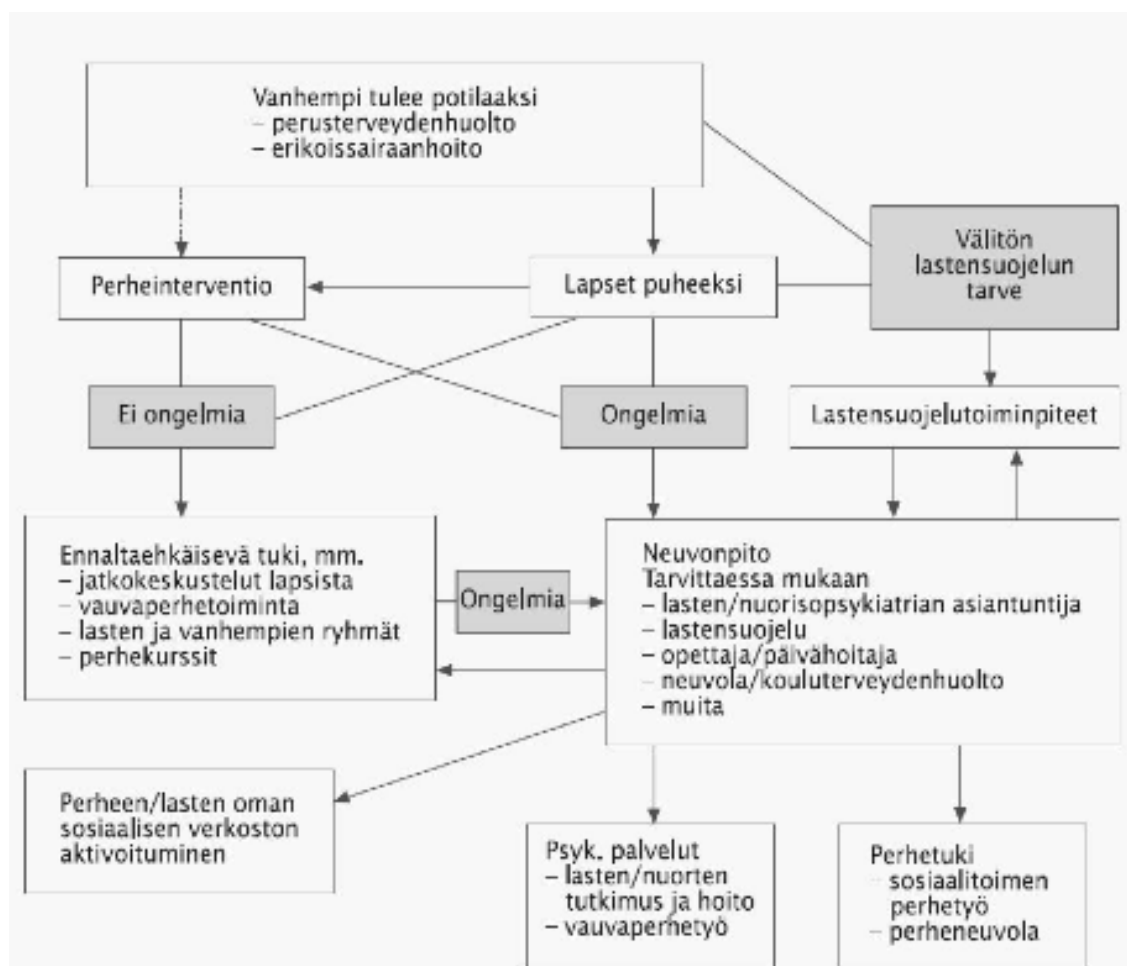 Vanhempi tulee potilaaksi
– perusterveydenhuolto
– erikoissairaanhoito
Välitön
lastensuojelun
tarve
Perheinterventio
Lapset puheeksi
Ei ongelmia
Ongelmia
Lastensuojelutoiminpiteet
Ennaltaehkäisevä tuki, mm.
– jatkokeskustelut lapsista
– vauvaperhetoiminta
– lasten ja vanhempien ryhmät
– perhekurssit
Ongelmia
Neuvonpito
Tarvittaessa mukaan
– lasten/nuorisopsykiatrian asiantuntija
– lastensuojelu
– opettaja/päivähoitaja
– neuvola/kouluterveydenhuolto
– muita
Perheen/lasten oman
sosiaalisen verkoston
aktivoituminen
Psyk. palvelut
– lasten/nuorten
tutkimus ja hoito
– vauvaperhetyö
Perhetuki
– sosiaalitoimen
perhetyö
– perheneuvola